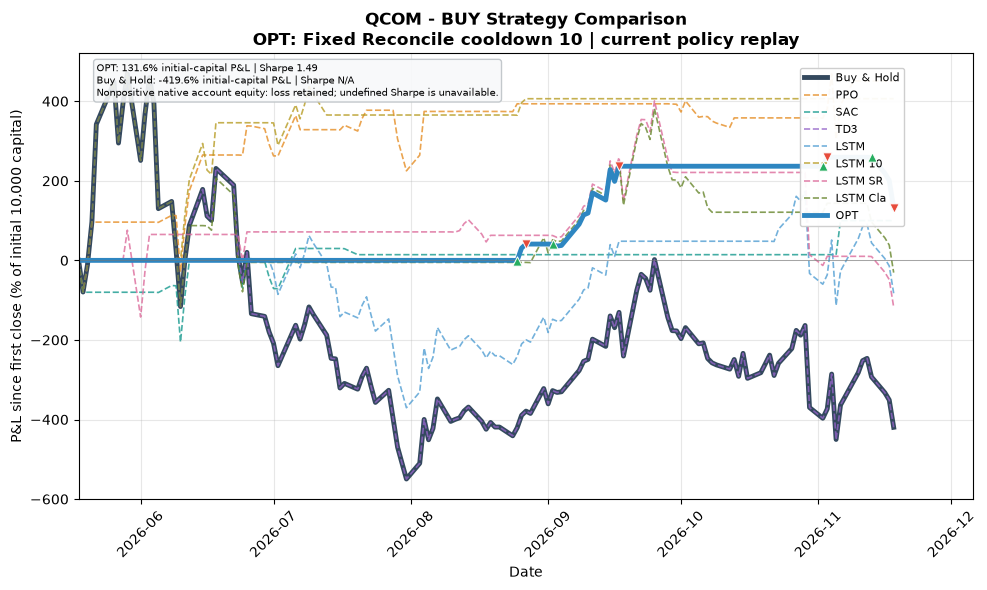 QCOM - BUY Strategy Comparison
OPT: Fixed Reconcile cooldown 10 | current policy replay
OPT: 131.6% initial-capital P&L | Sharpe 1.49
Buy & Hold: -419.6% initial-capital P&L | Sharpe N/A
Nonpositive native account equity: loss retained; undefined Sharpe is unavailable.
Buy & Hold
PPO
SAC
TD3
LSTM
LSTM 10
LSTM SR
LSTM Cla
OPT
P&L since first close (% of initial 10,000 capital)
400
200
0
−200
−400
−600
2026-06
2026-07
2026-08
2026-09
2026-10
2026-11
2026-12
Date